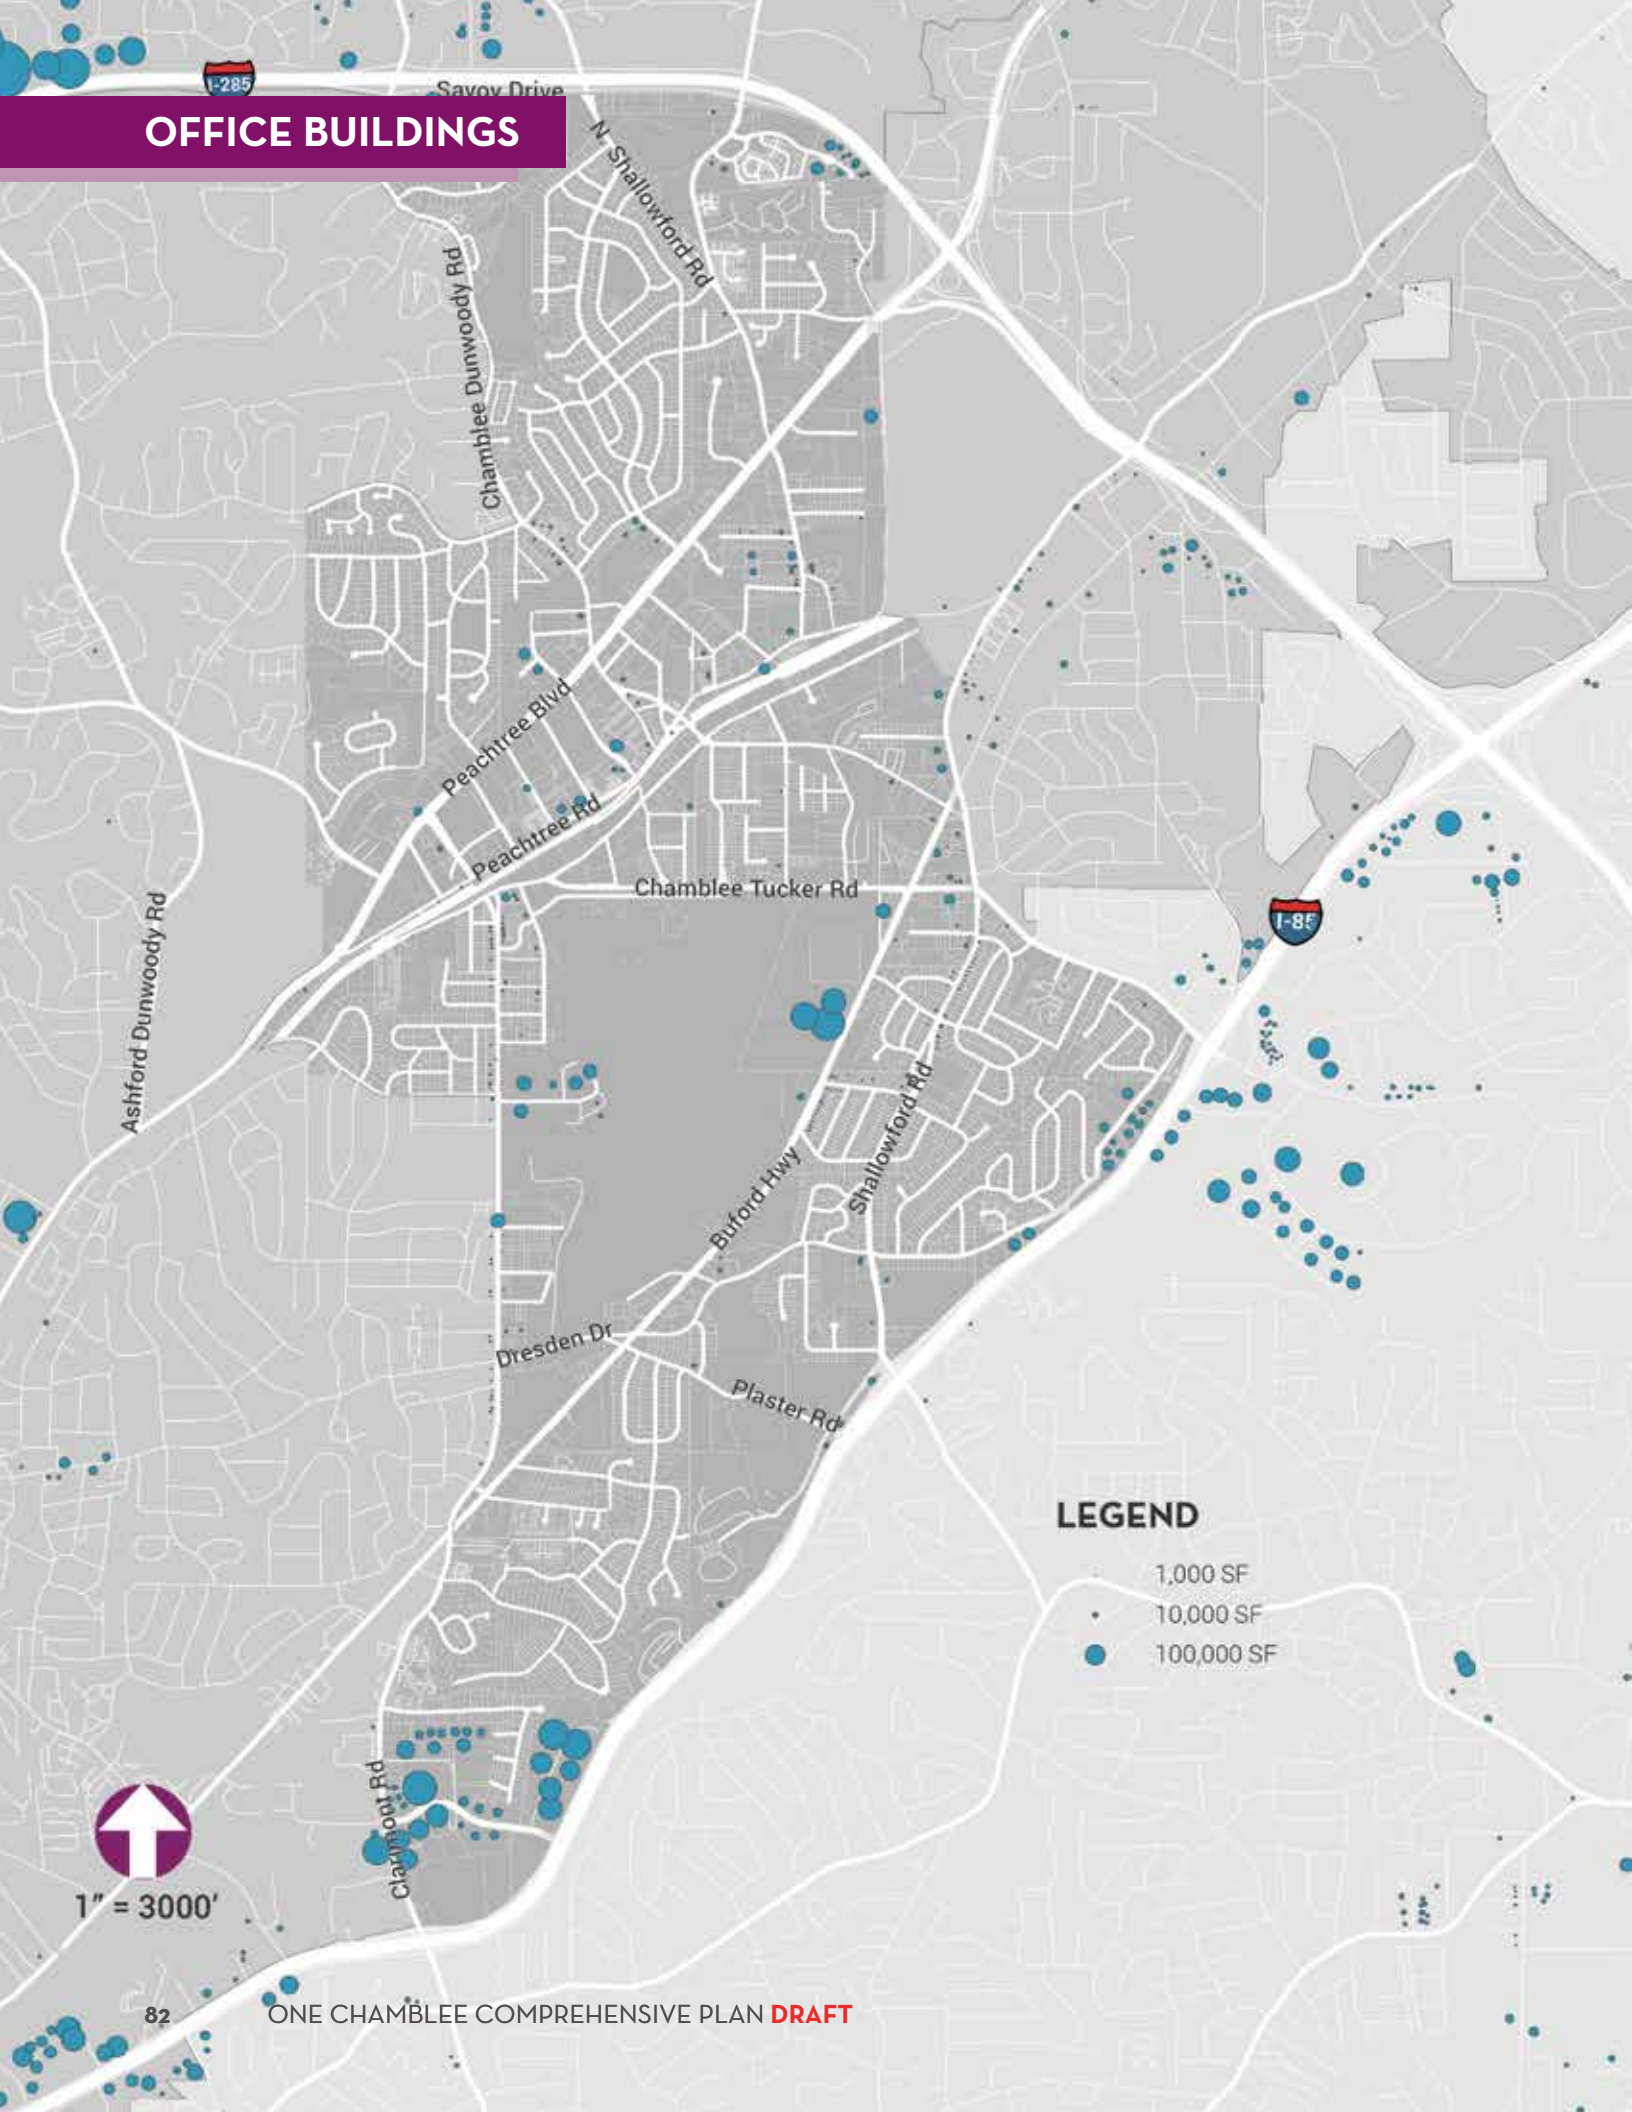 I-285
Savoy Drive
OFFICE BUILDINGS
N. Shallowford Rd
Chamblee Dunwoody Rd
Peachtree Blvd
Peachtree Rd
Chamblee Tucker Rd
Ashford Dunwoody Rd
I-85
Shallowford Rd
Buford Hwy
Dresden Dr
Plaster Rd
LEGEND
1,000 SF
10,000 SF
100,000 SF
Clairmont Rd
1” = 3000’
82 ONE CHAMBLEE COMPREHENSIVE PLAN DRAFT